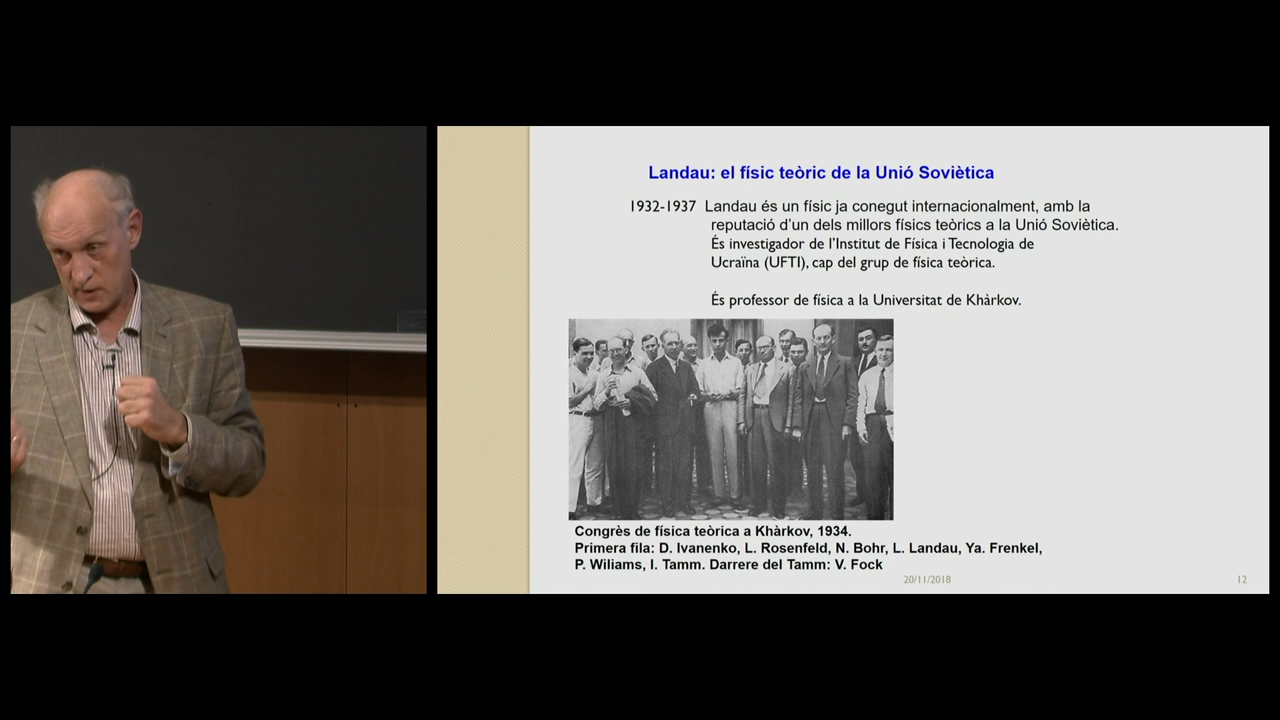 Landau: el físic teòric de la Unió Soviètica
1932-1937 Landau és un físic ja conegut internacionalment, amb la
reputació d’un dels millors físics teòrics a la Unió Soviètica.
És investigador de l’Institut de Física i Tecnologia de
Ucraïna (UFTI), cap del grup de física teòrica.
És professor de física a la Universitat de Khàrkov.
Congrès de física teòrica a Khàrkov, 1934.
Primera fila: D. Ivanenko, L. Rosenfeld, N. Bohr, L. Landau, Ya. Frenkel,
P. Wiliams, I. Tamm. Darrere del Tamm: V. Fock
20/11/2018
12